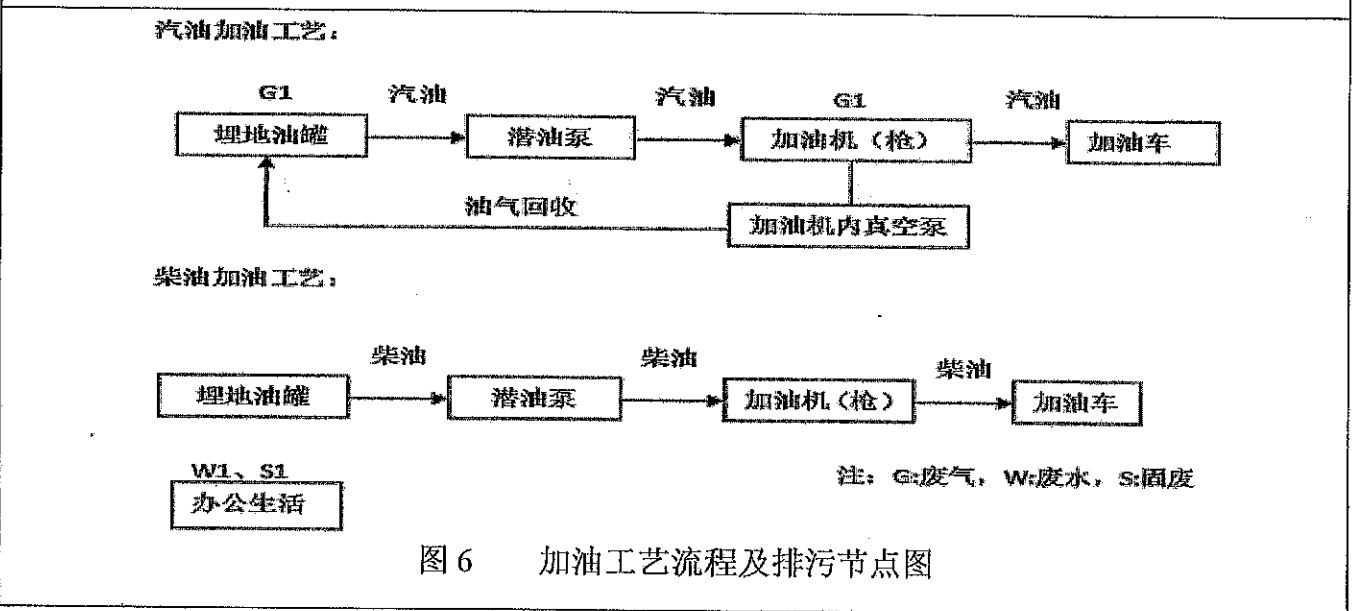 汽油加油工艺：
G1 汽油 汽油 G1 汽油
埋地油罐 潜油泵 加油机（枪） 加油车
油气回收 加油机内真空泵
柴油加油工艺：
柴油 柴油 柴油
埋地油罐 潜油泵 加油机（枪） 加油车
W1、S1
注：G:废气，W:废水，S:固废
办公生活
图6 加油工艺流程及排污节点图